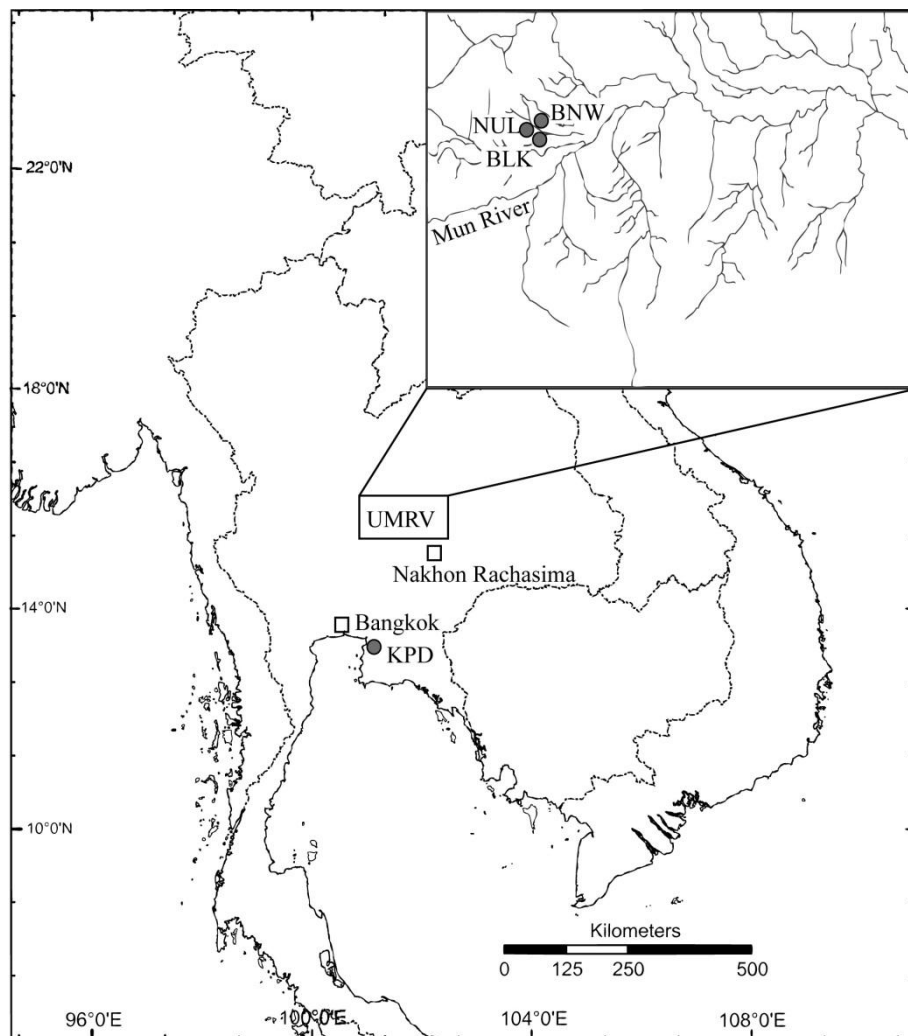 BNW
NUL
BLK
Mun River
22°0'N
18°0'N
UMRV
Nakhon Rachasima
14°0'N
Bangkok
KPD
10°0'N
Kilometers
0 125 250 500
96°0'E 100°0'E 104°0'E 108°0'E